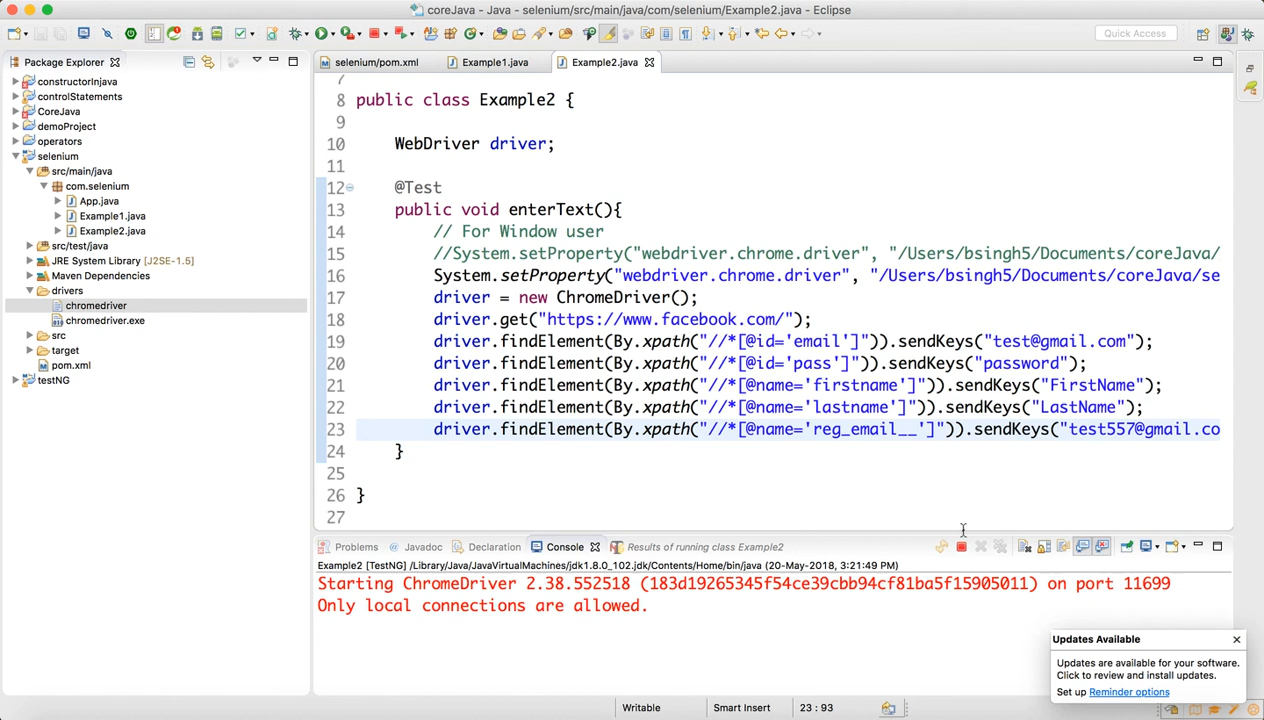 coreJava - Java - selenium/src/main/java/com/selenium/Example2.java - Eclipse
Quick Access
Package Explorer
selenium/pom.xml
Example1.java
Example2.java
constructorInjava
controlStatements
CoreJava
demoProject
operators
selenium
src/main/java
com.selenium
App.java
Example1.java
Example2.java
src/test/java
JRE System Library [J2SE-1.5]
Maven Dependencies
drivers
chromedriver
chromedriver.exe
src
target
pom.xml
testNG
7
8 public class Example2 {
9
10 WebDriver driver;
11
12 @Test
13 public void enterText(){
14 // For Window user
15 //System.setProperty("webdriver.chrome.driver", "/Users/bsingh5/Documents/coreJava/
16 System.setProperty("webdriver.chrome.driver", "/Users/bsingh5/Documents/coreJava/se
17 driver = new ChromeDriver();
18 driver.get("https://www.facebook.com/");
19 driver.findElement(By.xpath("//*[@id='email']")).sendKeys("test@gmail.com");
20 driver.findElement(By.xpath("//*[@id='pass']")).sendKeys("password");
21 driver.findElement(By.xpath("//*[@name='firstname']")).sendKeys("FirstName");
22 driver.findElement(By.xpath("//*[@name='lastname']")).sendKeys("LastName");
23 driver.findElement(By.xpath("//*[@name='reg_email__']")).sendKeys("test557@gmail.co
24 }
25
26 }
27
Problems
Javadoc
Declaration
Console
Results of running class Example2
Example2 [TestNG] /Library/Java/JavaVirtualMachines/jdk1.8.0_102.jdk/Contents/Home/bin/java (20-May-2018, 3:21:49 PM)
Starting ChromeDriver 2.38.552518 (183d19265345f54ce39cbb94cf81ba5f15905011) on port 11699
Only local connections are allowed.
Updates Available
Updates are available for your software.
Click to review and install updates.
Set up Reminder options
Writable
Smart Insert
23 : 93